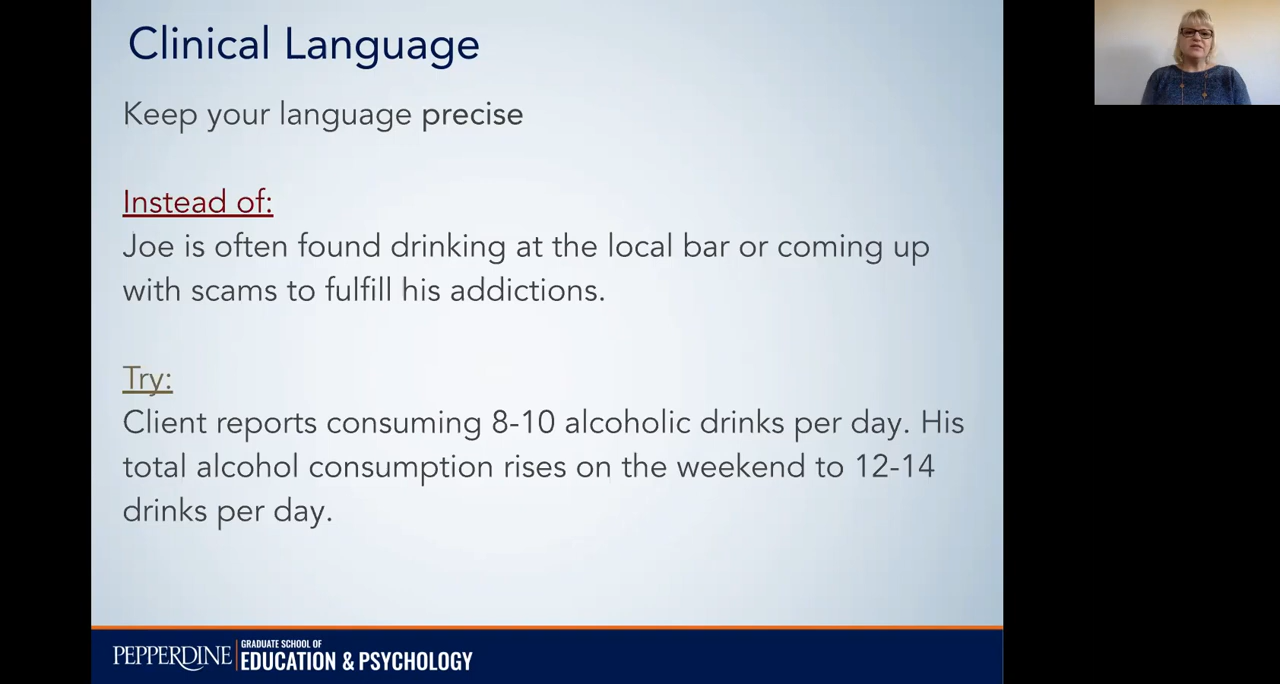 Clinical Language
Keep your language precise
Instead of:
Joe is often found drinking at the local bar or coming up
with scams to fulfill his addictions.
Try:
Client reports consuming 8-10 alcoholic drinks per day. His
total alcohol consumption rises on the weekend to 12-14
drinks per day.
PEPPERDINE
GRADUATE SCHOOL OF
EDUCATION & PSYCHOLOGY